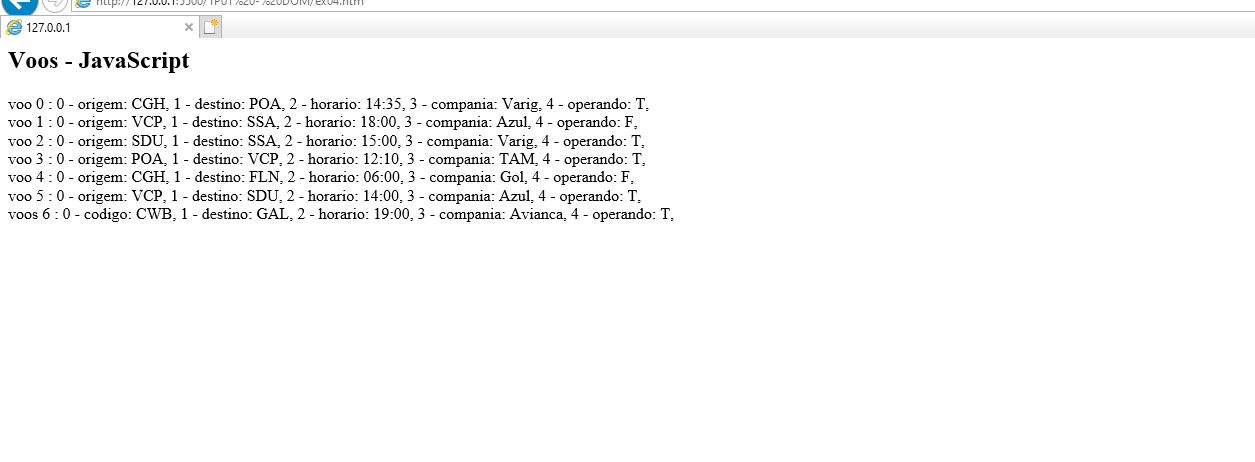 http://127.0.0.1:5500/TP01%20-%20DOM/ex04.htm
127.0.0.1
Voos - JavaScript
voo 0 : 0 - origem: CGH, 1 - destino: POA, 2 - horario: 14:35, 3 - compania: Varig, 4 - operando: T,
voo 1 : 0 - origem: VCP, 1 - destino: SSA, 2 - horario: 18:00, 3 - compania: Azul, 4 - operando: F,
voo 2 : 0 - origem: SDU, 1 - destino: SSA, 2 - horario: 15:00, 3 - compania: Varig, 4 - operando: T,
voo 3 : 0 - origem: POA, 1 - destino: VCP, 2 - horario: 12:10, 3 - compania: TAM, 4 - operando: T,
voo 4 : 0 - origem: CGH, 1 - destino: FLN, 2 - horario: 06:00, 3 - compania: Gol, 4 - operando: F,
voo 5 : 0 - origem: VCP, 1 - destino: SDU, 2 - horario: 14:00, 3 - compania: Azul, 4 - operando: T,
voos 6 : 0 - codigo: CWB, 1 - destino: GAL, 2 - horario: 19:00, 3 - compania: Avianca, 4 - operando: T,